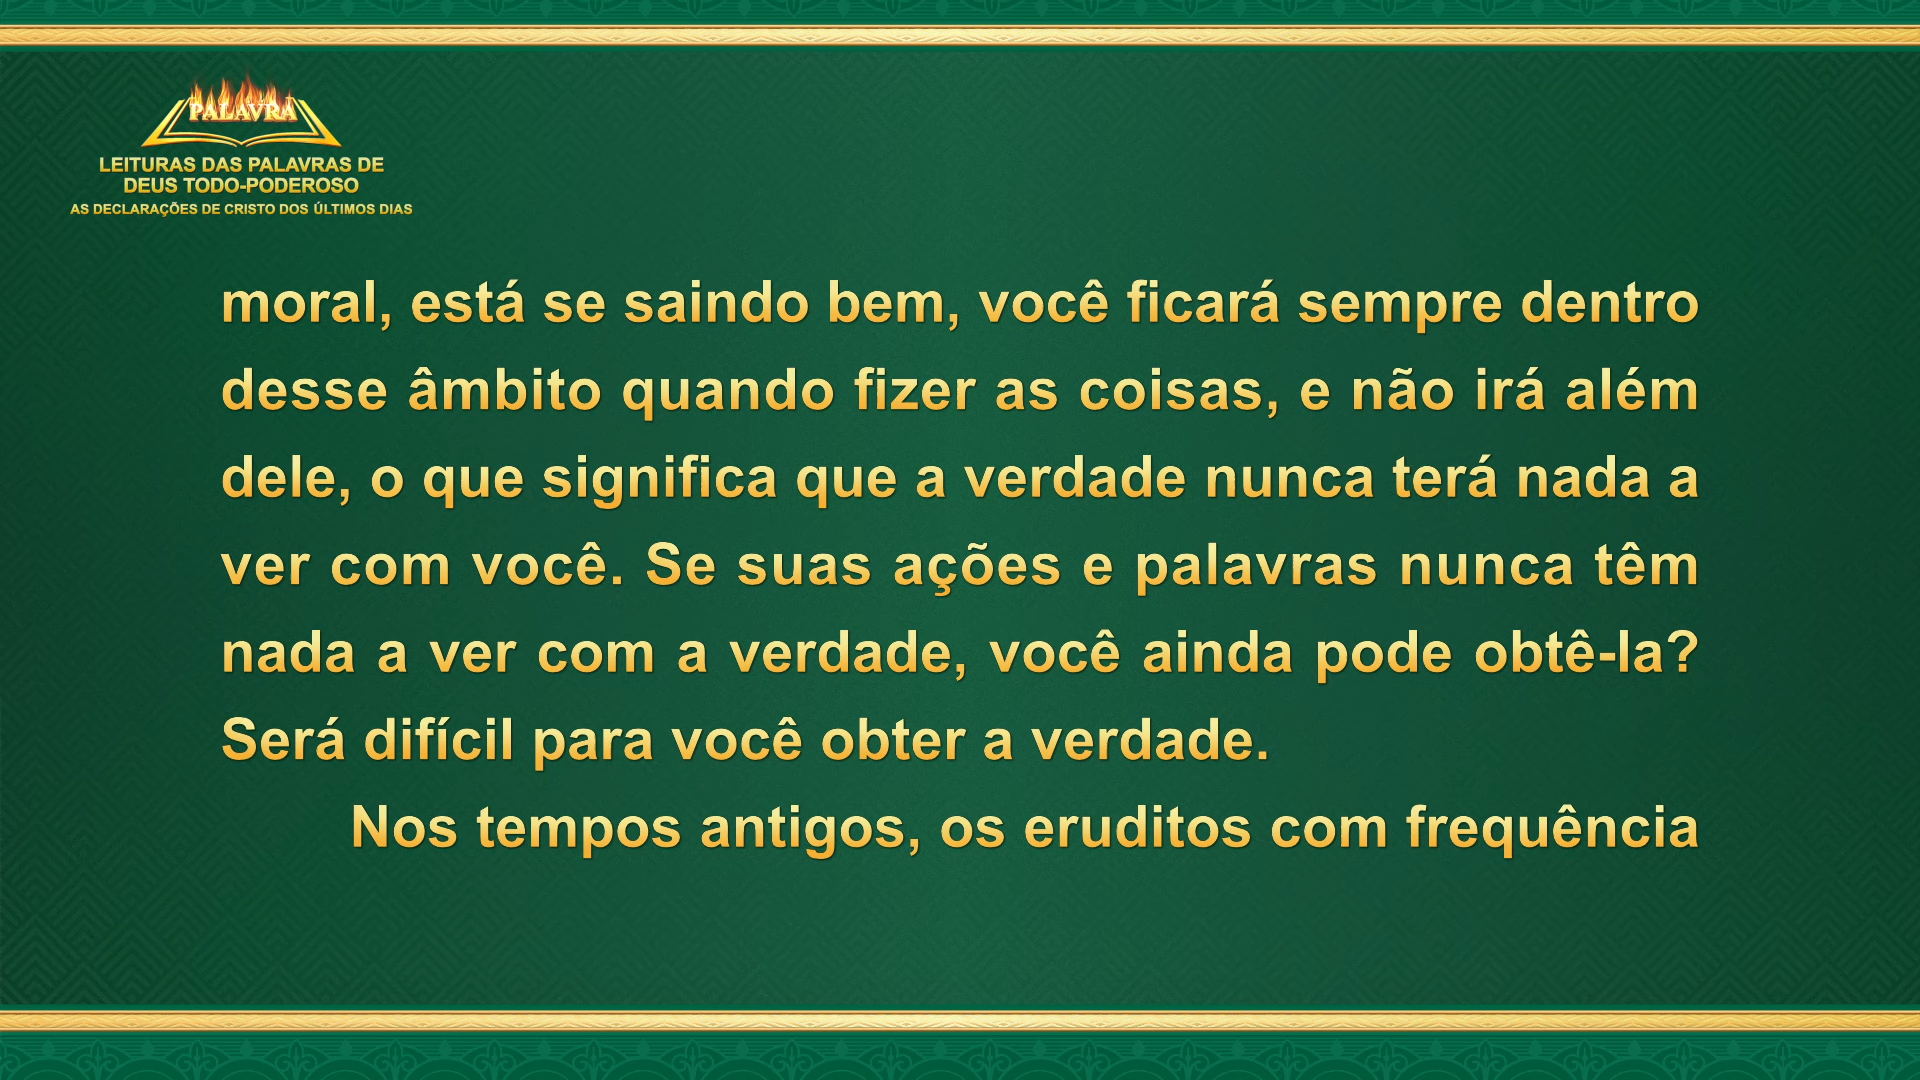 PALAVRA
LEITURAS DAS PALAVRAS DE
DEUS TODO-PODEROSO
AS DECLARAÇÕES DE CRISTO DOS ÚLTIMOS DIAS
moral, está se saindo bem, você ficará sempre dentro
desse âmbito quando fizer as coisas, e não irá além
dele, o que significa que a verdade nunca terá nada a
ver com você. Se suas ações e palavras nunca têm
nada a ver com a verdade, você ainda pode obtê-la?
Será difícil para você obter a verdade.
Nos tempos antigos, os eruditos com frequência